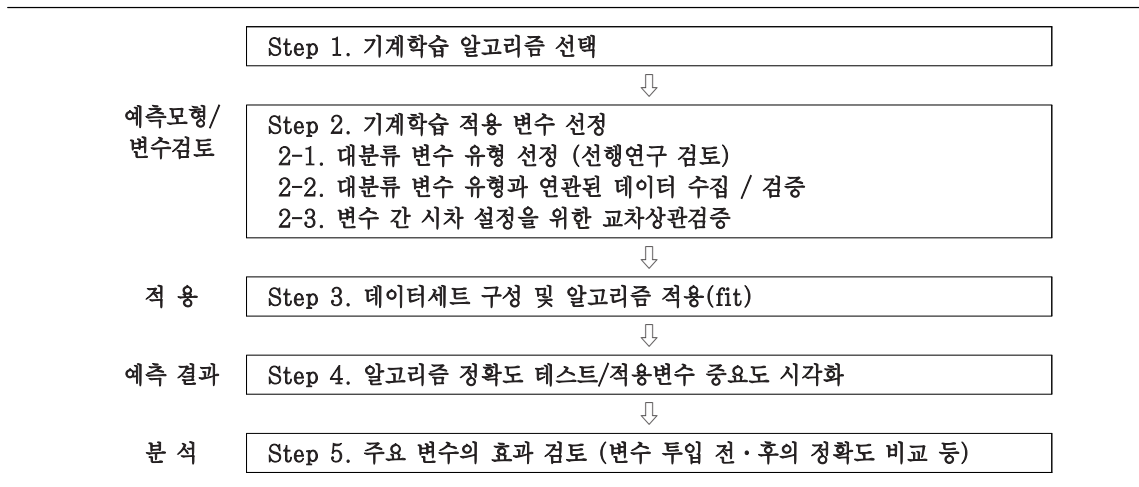 Step 1. 기계학습 알고리즘 선택
⇩
예측모형/
변수검토
Step 2. 기계학습 적용 변수 선정
2-1. 대분류 변수 유형 선정 (선행연구 검토)
2-2. 대분류 변수 유형과 연관된 데이터 수집 / 검증
2-3. 변수 간 시차 설정을 위한 교차상관검증
⇩
적 용
Step 3. 데이터세트 구성 및 알고리즘 적용(fit)
⇩
예측 결과
Step 4. 알고리즘 정확도 테스트/적용변수 중요도 시각화
⇩
분 석
Step 5. 주요 변수의 효과 검토 (변수 투입 전·후의 정확도 비교 등)